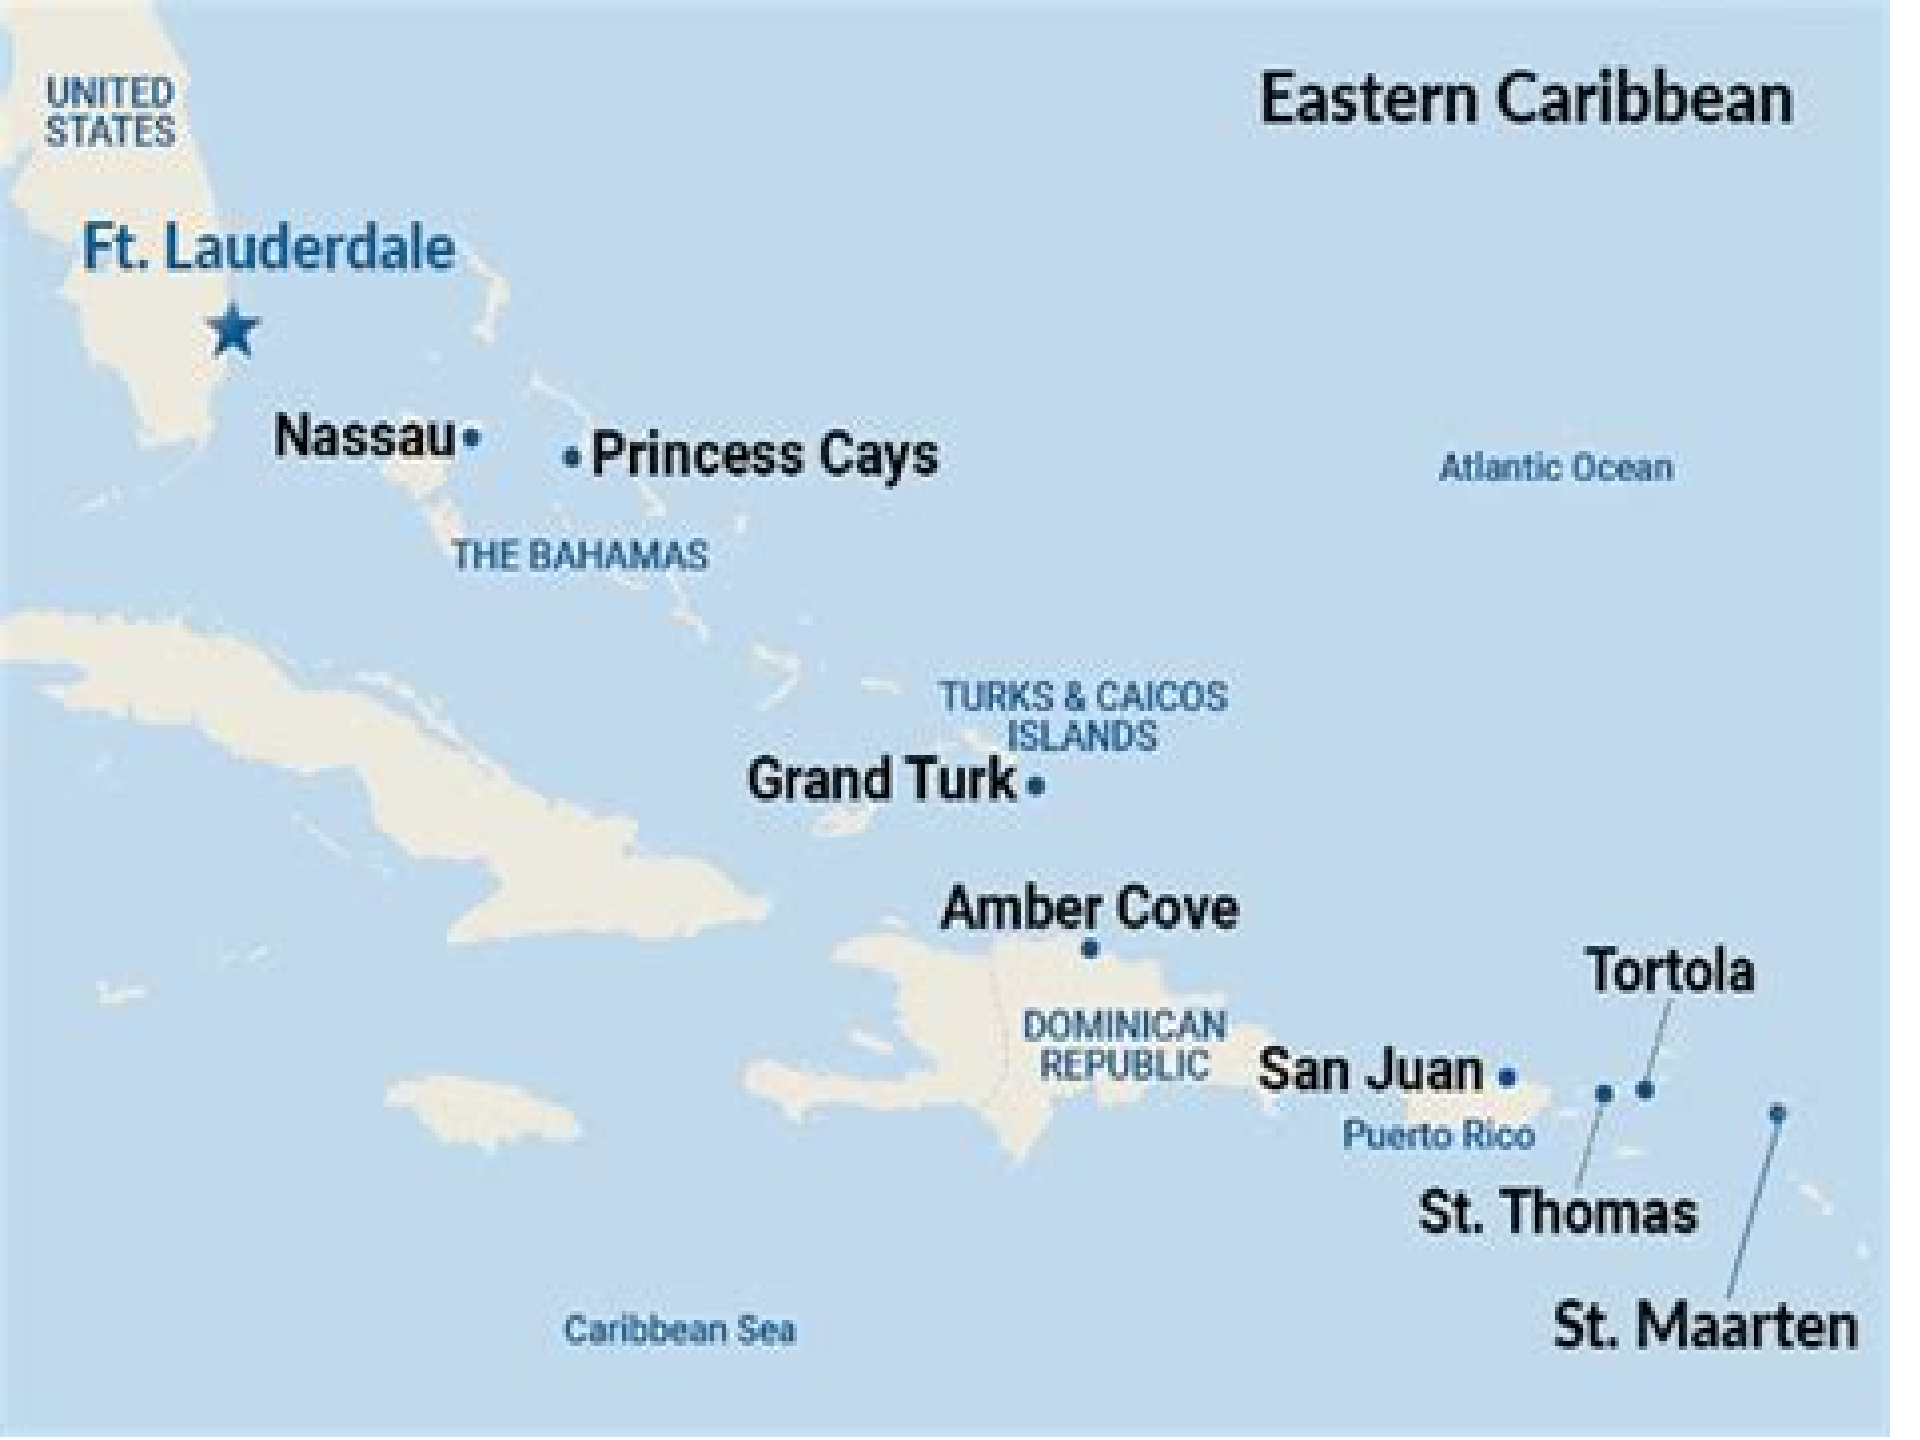 Eastern Caribbean
UNITED
STATES
Ft. Lauderdale
Nassau
Princess Cays
Atlantic Ocean
THE BAHAMAS
TURKS & CAICOS
ISLANDS
Grand Turk
Amber Cove
Tortola
DOMINICAN
REPUBLIC
San Juan
Puerto Rico
St. Thomas
St. Maarten
Caribbean Sea